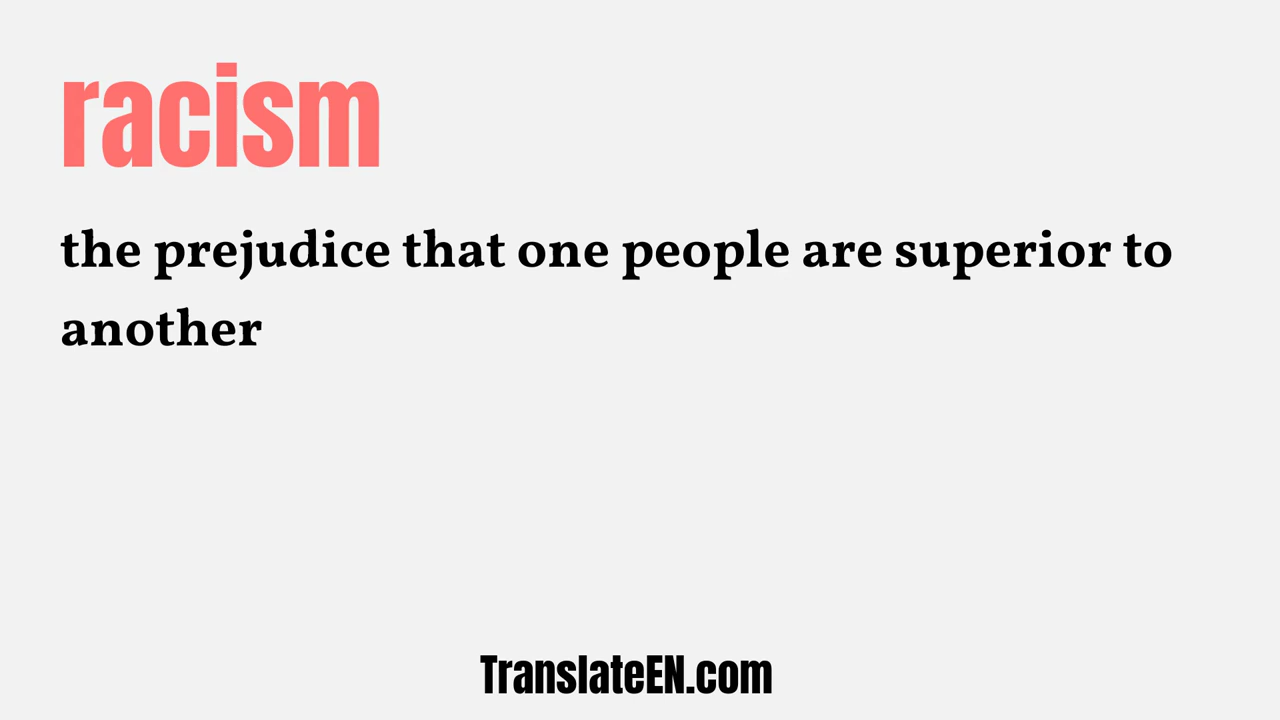 racism
the prejudice that one people are superior to
another
TranslateEN.com